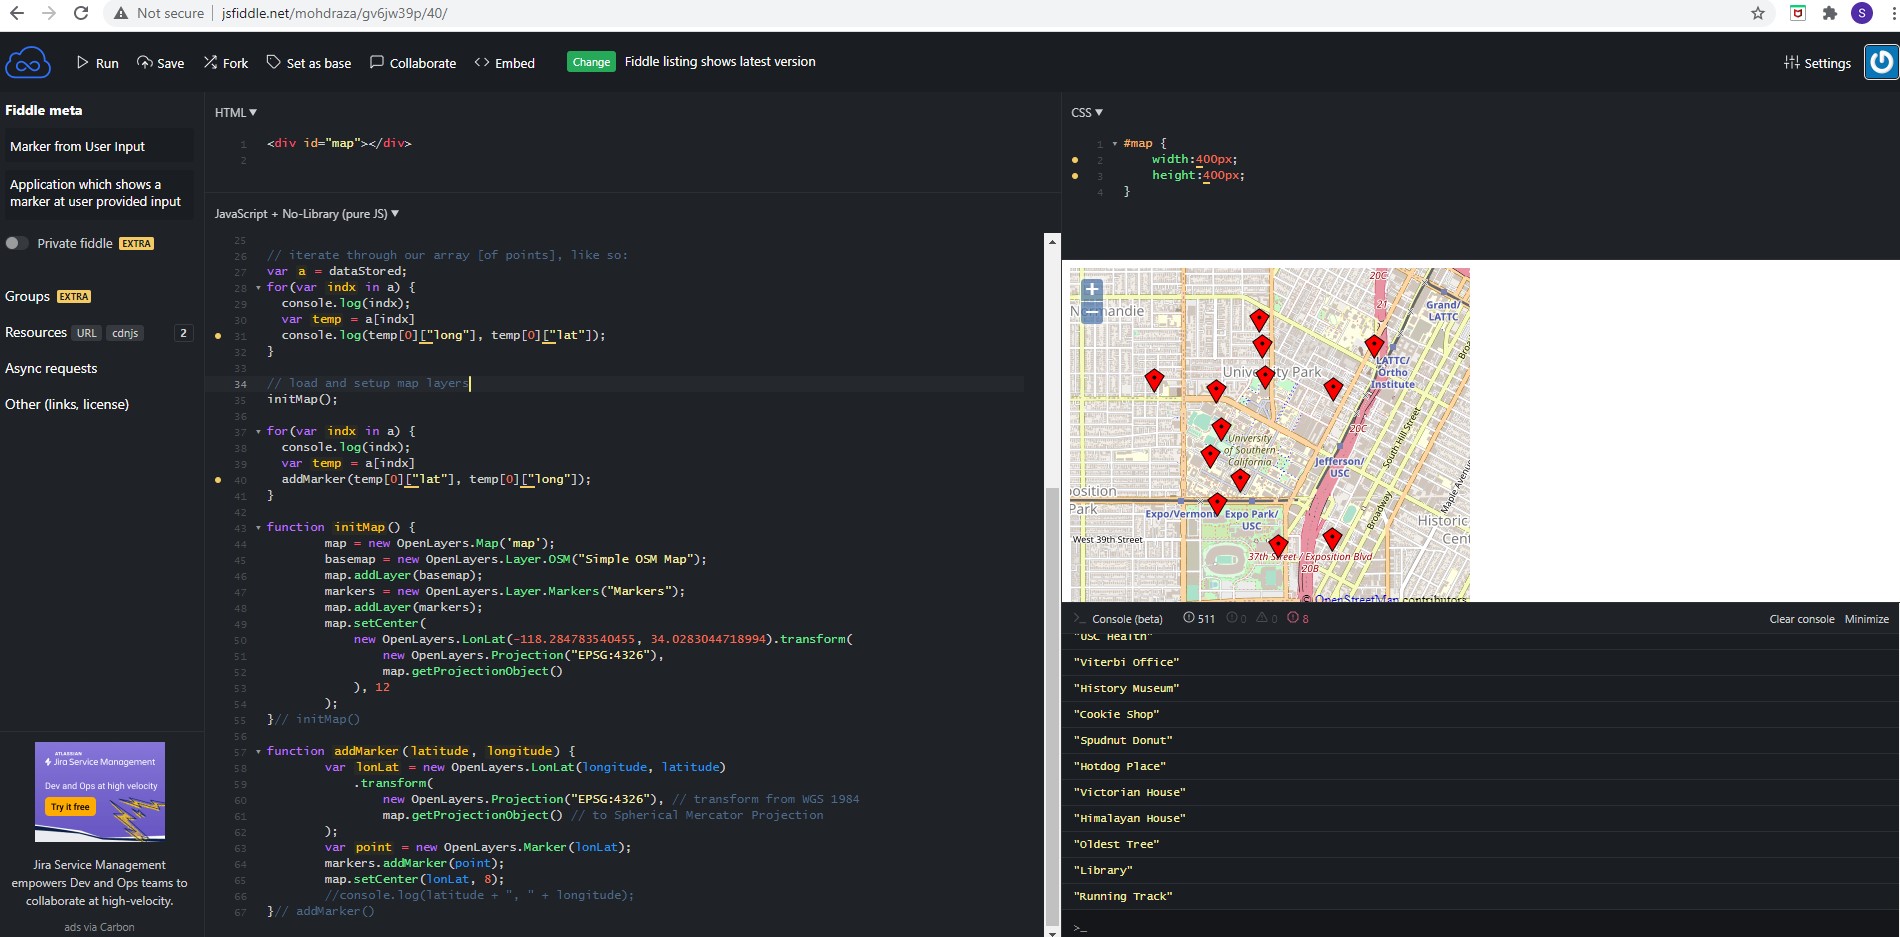 Not secure | jsfiddle.net/mohdraza/gv6jw39p/40/
S
Run Save Fork Set as base Collaborate <> Embed Change Fiddle listing shows latest version Settings
Fiddle meta
Marker from User Input
Application which shows a
marker at user provided input
Private fiddle EXTRA
Groups EXTRA
Resources URL cdnjs 2
Async requests
Other (links, license)
ATLASSIAN
Jira Service Management
Dev and Ops at high velocity
Try it free
Jira Service Management
empowers Dev and Ops teams to
collaborate at high-velocity.
ads via Carbon
HTML ▼
1 <div id="map"></div>
2
JavaScript + No-Library (pure JS) ▼
25
26 // iterate through our array [of points], like so:
27 var a = dataStored;
28 for(var indx in a) {
29 console.log(indx);
30 var temp = a[indx]
31 console.log(temp[0]["long"], temp[0]["lat"]);
32 }
33
34 // load and setup map layers
35 initMap();
36
37 for(var indx in a) {
38 console.log(indx);
39 var temp = a[indx]
40 addMarker(temp[0]["lat"], temp[0]["long"]);
41 }
42
43 function initMap() {
44 map = new OpenLayers.Map('map');
45 basemap = new OpenLayers.Layer.OSM("Simple OSM Map");
46 map.addLayer(basemap);
47 markers = new OpenLayers.Layer.Markers("Markers");
48 map.addLayer(markers);
49 map.setCenter(
50 new OpenLayers.LonLat(-118.284783540455, 34.0283044718994).transform(
51 new OpenLayers.Projection("EPSG:4326"),
52 map.getProjectionObject()
53 ), 12
54 );
55 }// initMap()
56
57 function addMarker(latitude, longitude) {
58 var lonLat = new OpenLayers.LonLat(longitude, latitude)
59 .transform(
60 new OpenLayers.Projection("EPSG:4326"), // transform from WGS 1984
61 map.getProjectionObject() // to Spherical Mercator Projection
62 );
63 var point = new OpenLayers.Marker(lonLat);
64 markers.addMarker(point);
65 map.setCenter(lonLat, 8);
66 //console.log(latitude + ", " + longitude);
67 }// addMarker()
CSS ▼
1 #map {
2 width:400px;
3 height:400px;
4 }
+
−
20C
21
Grand/
LATTC
LATTC/
Ortho
Institute
University Park
20C
South Hill Street
University
of Southern
California
Jefferson/
USC
Maple Avenue
Broadway
Park
Expo/Vermont
Expo Park/
USC
Historic
West 39th Street
37th Street / Exposition Blvd
20B
© OpenStreetMap contributors
>_ Console (beta) 511 0 0 8 Clear console Minimize
"USC Health"
"Viterbi Office"
"History Museum"
"Cookie Shop"
"Spudnut Donut"
"Hotdog Place"
"Victorian House"
"Himalayan House"
"Oldest Tree"
"Library"
"Running Track"
>_